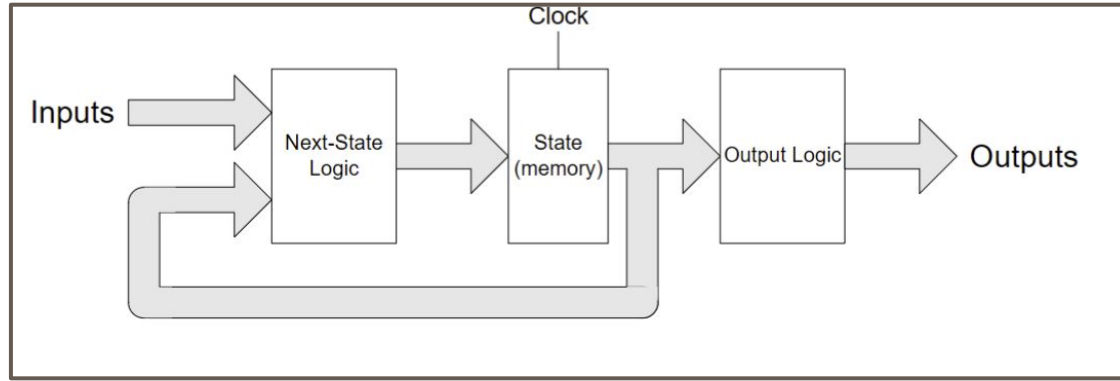 Clock
Inputs
Next-State
Logic
State
(memory)
Output Logic
Outputs